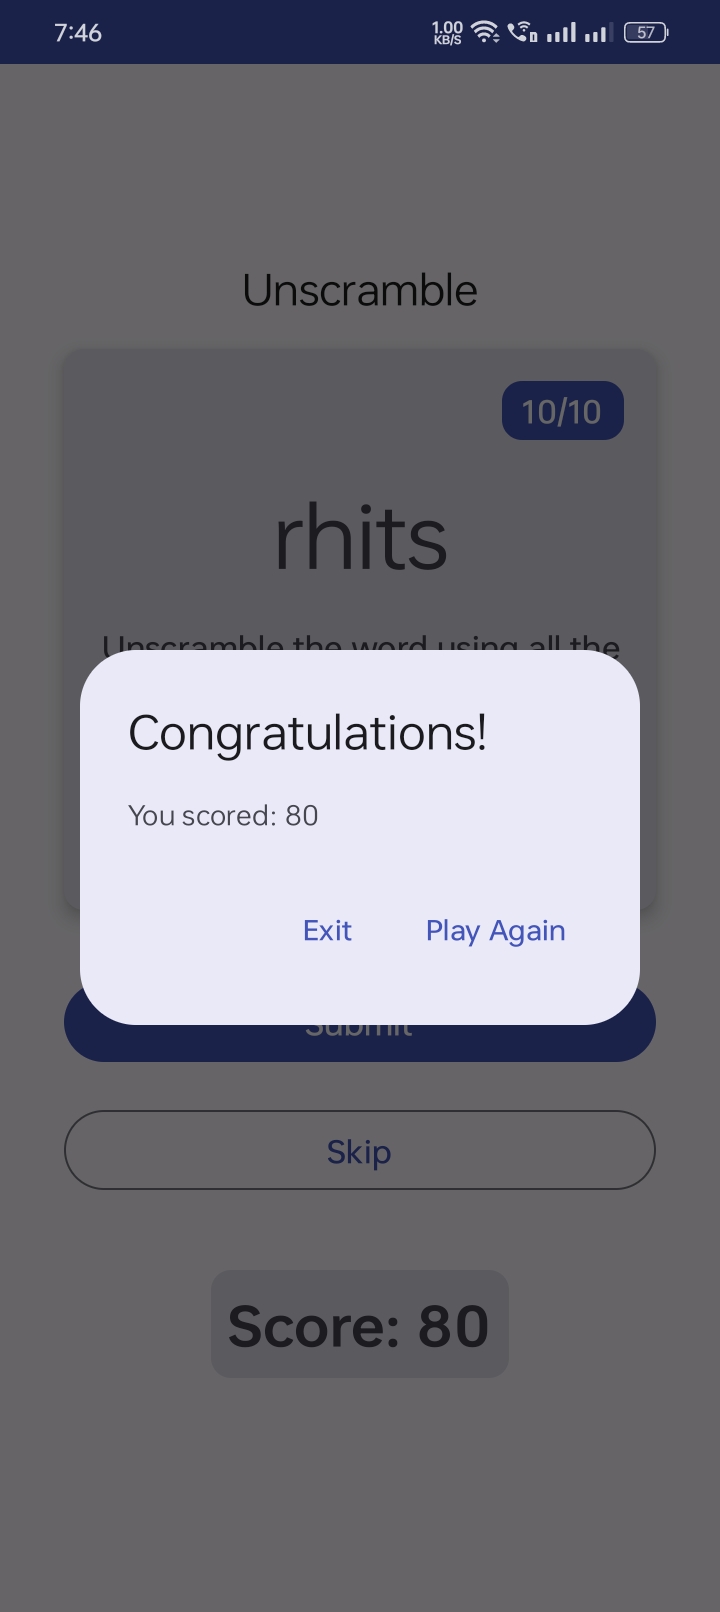 7:46
1.00
KB/S
57
Unscramble
10/10
rhits
Unscramble the word using all the
Congratulations!
You scored: 80
Exit Play Again
Submit
Skip
Score: 80